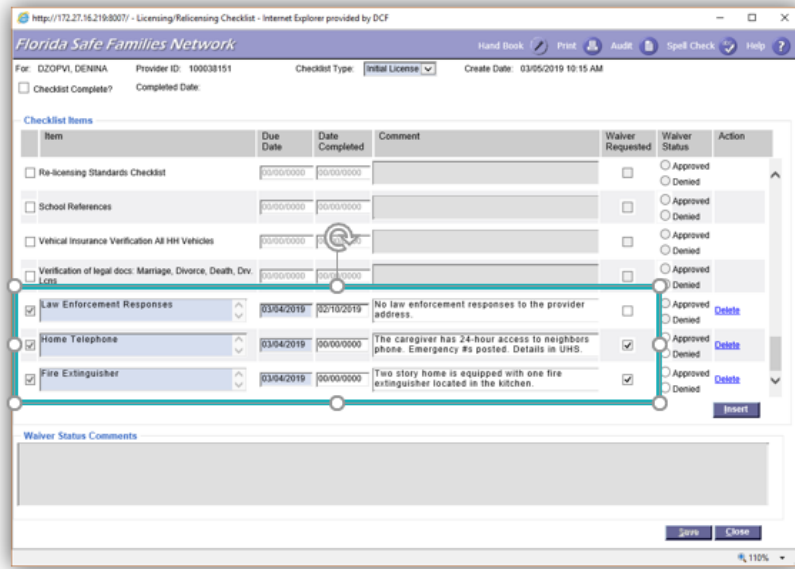 http://172.27.16.219:8007/ - Licensing/Relicensing Checklist - Internet Explorer provided by DCF
Florida Safe Families Network
Hand Book Print Audit Spell Check Help ?
For: DZOPVI, DENINA Provider ID: 100038151 Checklist Type: Initial License Create Date: 03/05/2019 10:15 AM
Checklist Complete? Completed Date:
Checklist Items
Item Due Date Date Completed Comment Waiver Requested Waiver Status Action
Re-licensing Standards Checklist 00/00/0000 00/00/0000 Approved
Denied
School References 00/00/0000 00/00/0000 Approved
Denied
Vehical Insurance Verification All HH Vehicles 00/00/0000 Approved
Denied
Verification of legal docs: Marriage, Divorce, Death, Drv. 00/00/0000 00/00/0000 Approved
Lcns Denied
Law Enforcement Responses 03/04/2019 02/10/2019 No law enforcement responses to the provider Approved Delete
address. Denied
Home Telephone 03/04/2019 00/00/0000 The caregiver has 24-hour access to neighbors Approved Delete
phone. Emergency #s posted. Details in UHS. Denied
Fire Extinguisher 03/04/2019 00/00/0000 Two story home is equipped with one fire Approved Delete
extinguisher located in the kitchen. Denied
Insert
Waiver Status Comments
Save Close
110%